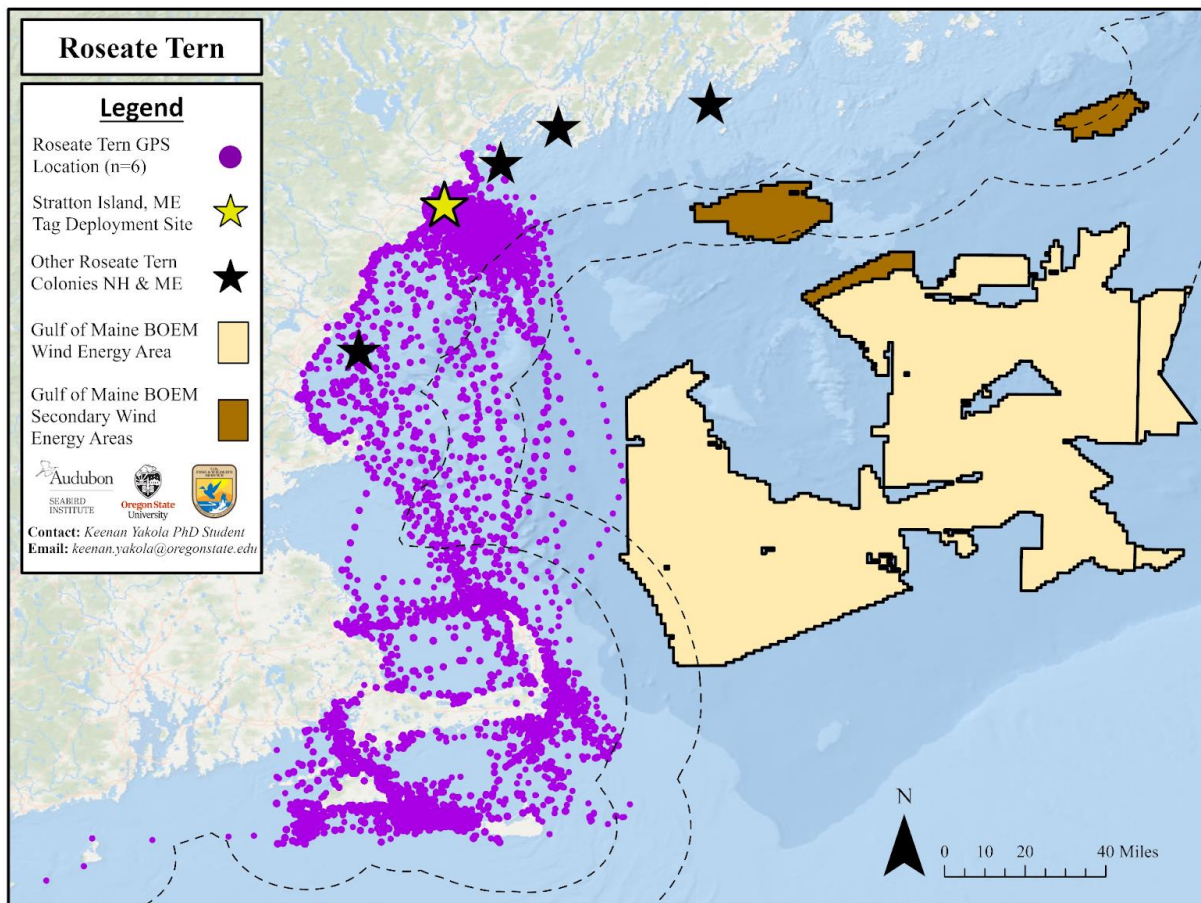 Roseate Tern
Legend
Roseate Tern GPS
Location (n=6)
Stratton Island, ME
Tag Deployment Site
Other Roseate Tern
Colonies NH & ME
Gulf of Maine BOEM
Wind Energy Area
Gulf of Maine BOEM
Secondary Wind
Energy Areas
Audubon
SEABIRD
INSTITUTE
Oregon State
University
Contact: Keenan Yakola PhD Student
Email: keenan.yakola@oregonstate.edu
N
0 10 20 40 Miles